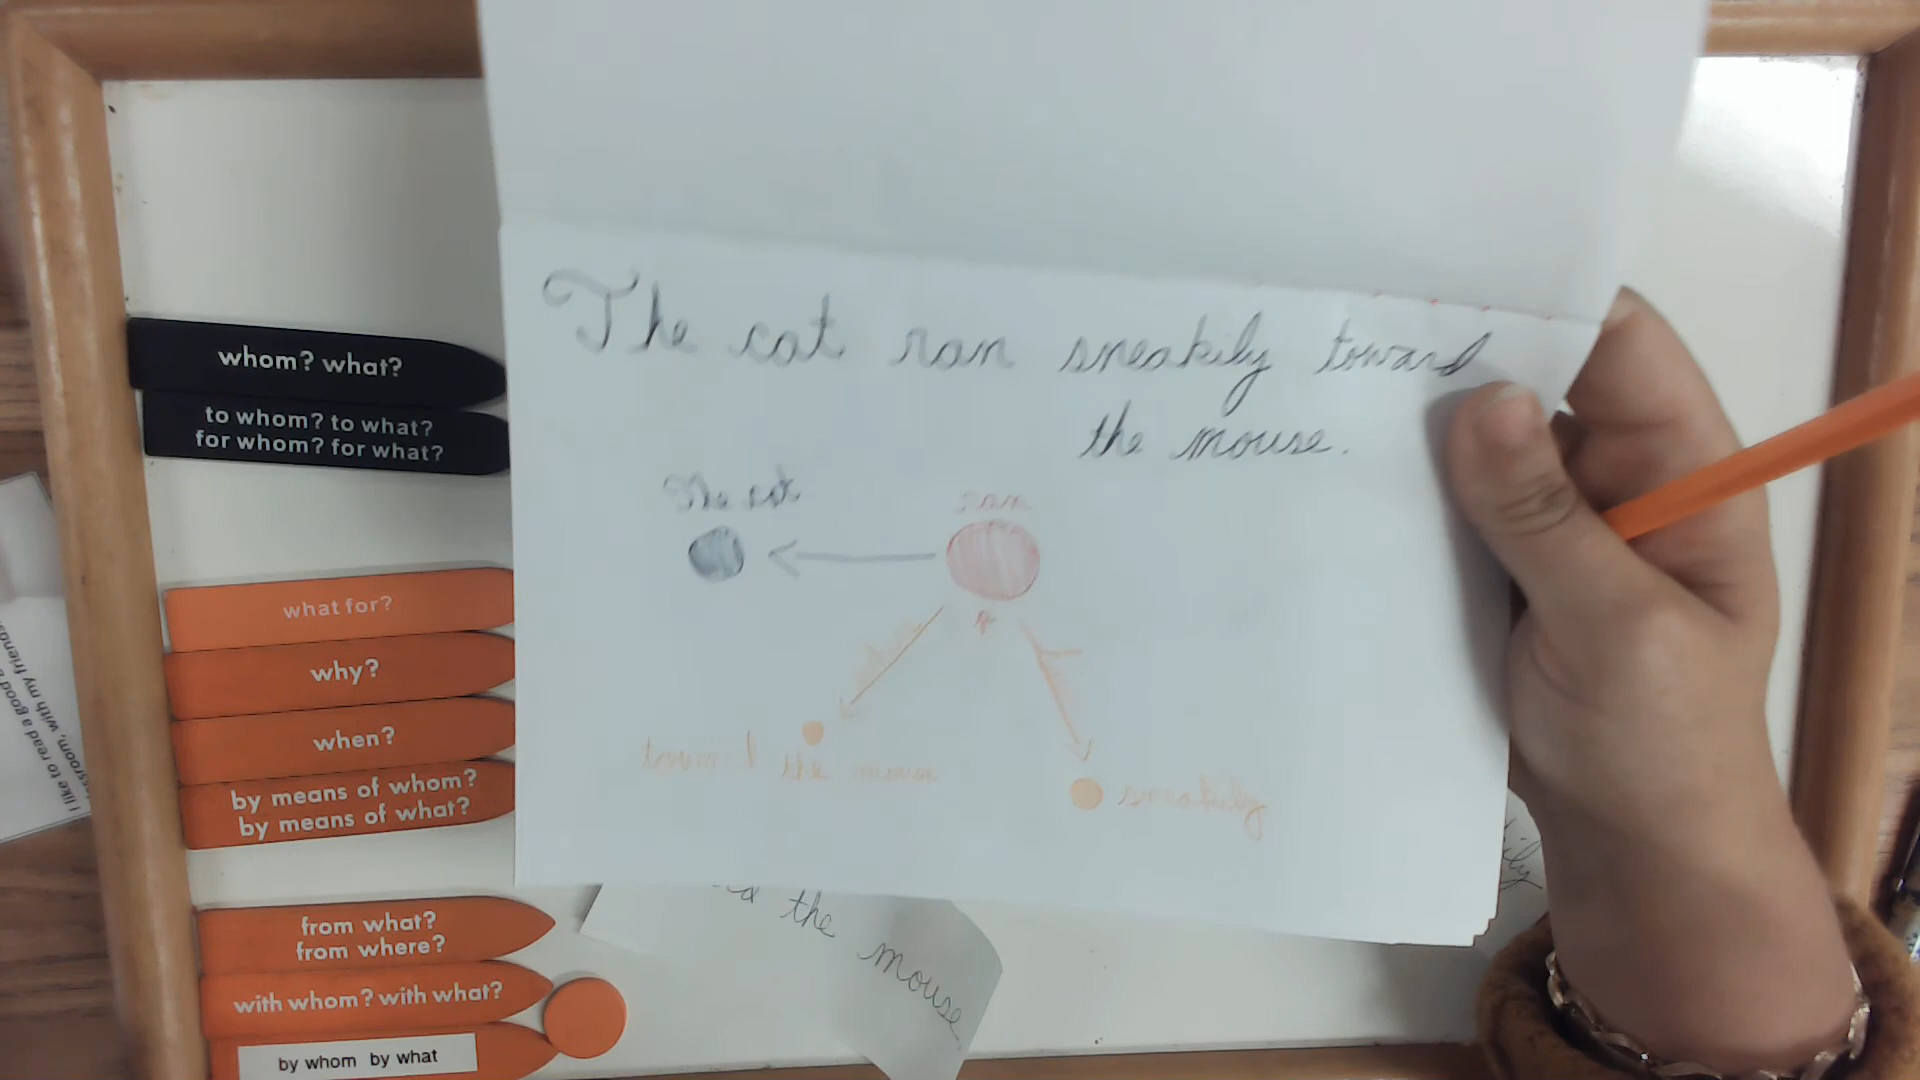 The cat ran sneakily toward
the mouse.
The cat
ran
toward the mouse
sneakily
whom? what?
to whom? to what?
for whom? for what?
what for?
why?
when?
by means of whom?
by means of what?
from what?
from where?
with whom? with what?
by whom by what
the mouse
I like to read a good
with my friends.